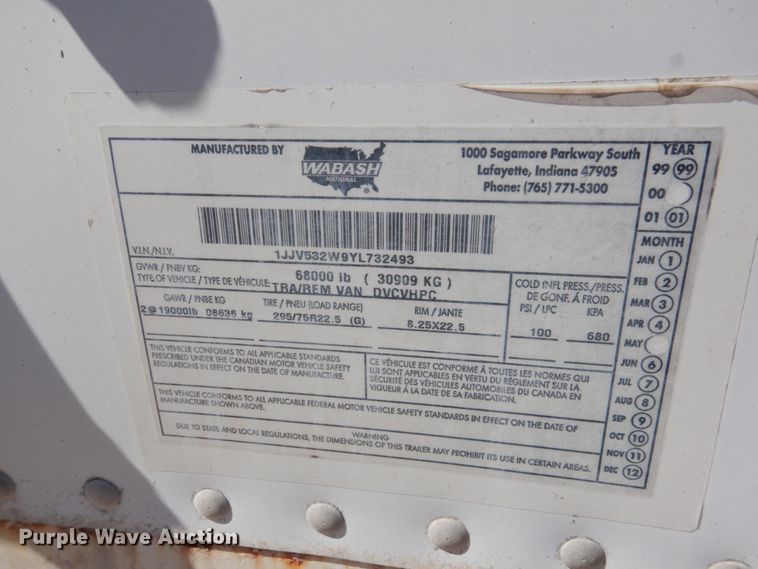 MANUFACTURED BY
WABASH
NATIONAL
1000 Sagamore Parkway South
Lafayette, Indiana 47905
Phone: (765) 771-5300
YEAR
99 99
00
01 01
MONTH
JAN 1
FEB 2
MAR 3
APR 4
MAY
JUN 6
JUL 7
AUG 8
SEP 9
OCT 10
NOV 11
DEC 12
1JJV532W9YL732493
V.I.N./N.I.V.
GVWR / PNBV KG:
68000 lb ( 30909 KG )
TYPE OF VEHICLE / TYPE DE VÉHICULE:
TRA/REM VAN DVCVHPC
GAWR / PNBE KG
2@19000lb 08636 kg
TIRE / PNEU (LOAD RANGE)
295/75R22.5 (G)
RIM / JANTE
8.25X22.5
COLD INFL PRESS./PRESS.
DE GONF. À FROID
PSI / LPC KPA
100 680
THIS VEHICLE CONFORMS TO ALL APPLICABLE STANDARDS
PRESCRIBED UNDER THE CANADIAN MOTOR VEHICLE SAFETY
REGULATIONS IN EFFECT ON THE DATE OF MANUFACTURE.
CE VÉHICULE EST CONFORME À TOUTES LES NORMES QUI
LUI SONT APPLICABLES EN VERTU DU RÈGLEMENT SUR LA
SÉCURITÉ DES VÉHICULES AUTOMOBILES DU CANADA EN
VIGUEUR À LA DATE DE SA FABRICATION.
THIS VEHICLE CONFORMS TO ALL APPLICABLE FEDERAL MOTOR VEHICLE SAFETY STANDARDS IN EFFECT ON THE DATE OF
MANUFACTURE SHOWN ABOVE.
WARNING
DUE TO STATE AND LOCAL REGULATIONS, THE DIMENSIONS OF THIS TRAILER MAY PROHIBIT ITS USE IN CERTAIN AREAS.
Purple Wave Auction